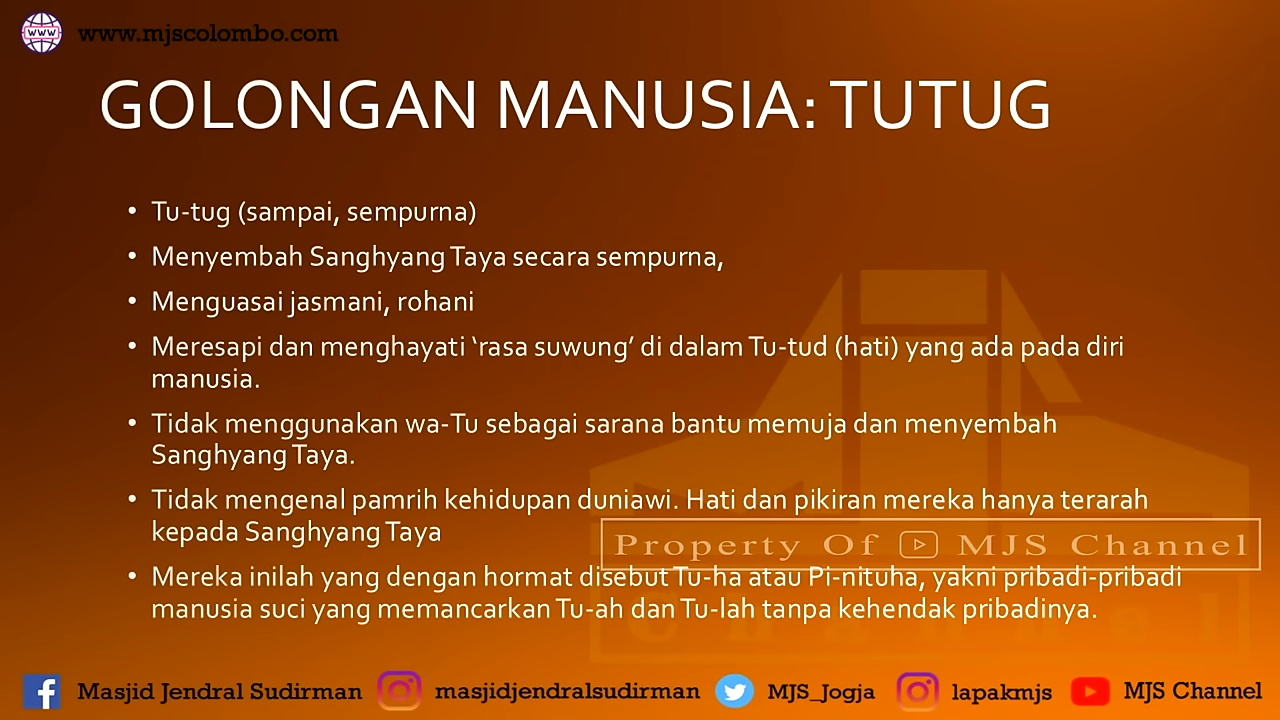 www.mjscolombo.com
GOLONGAN MANUSIA: TUTUG
• Tu-tug (sampai, sempurna)
• Menyembah Sanghyang Taya secara sempurna,
• Menguasai jasmani, rohani
• Meresapi dan menghayati ‘rasa suwung’ di dalam Tu-tud (hati) yang ada pada diri
manusia.
• Tidak menggunakan wa-Tu sebagai sarana bantu memuja dan menyembah
Sanghyang Taya.
• Tidak mengenal pamrih kehidupan duniawi. Hati dan pikiran mereka hanya terarah
kepada Sanghyang Taya
Property Of MJS Channel
• Mereka inilah yang dengan hormat disebut Tu-ha atau Pi-nituha, yakni pribadi-pribadi
manusia suci yang memancarkan Tu-ah dan Tu-lah tanpa kehendak pribadinya.
Channel
Masjid Jendral Sudirman masjidjendralsudirman MJS_Jogja lapakmjs MJS Channel